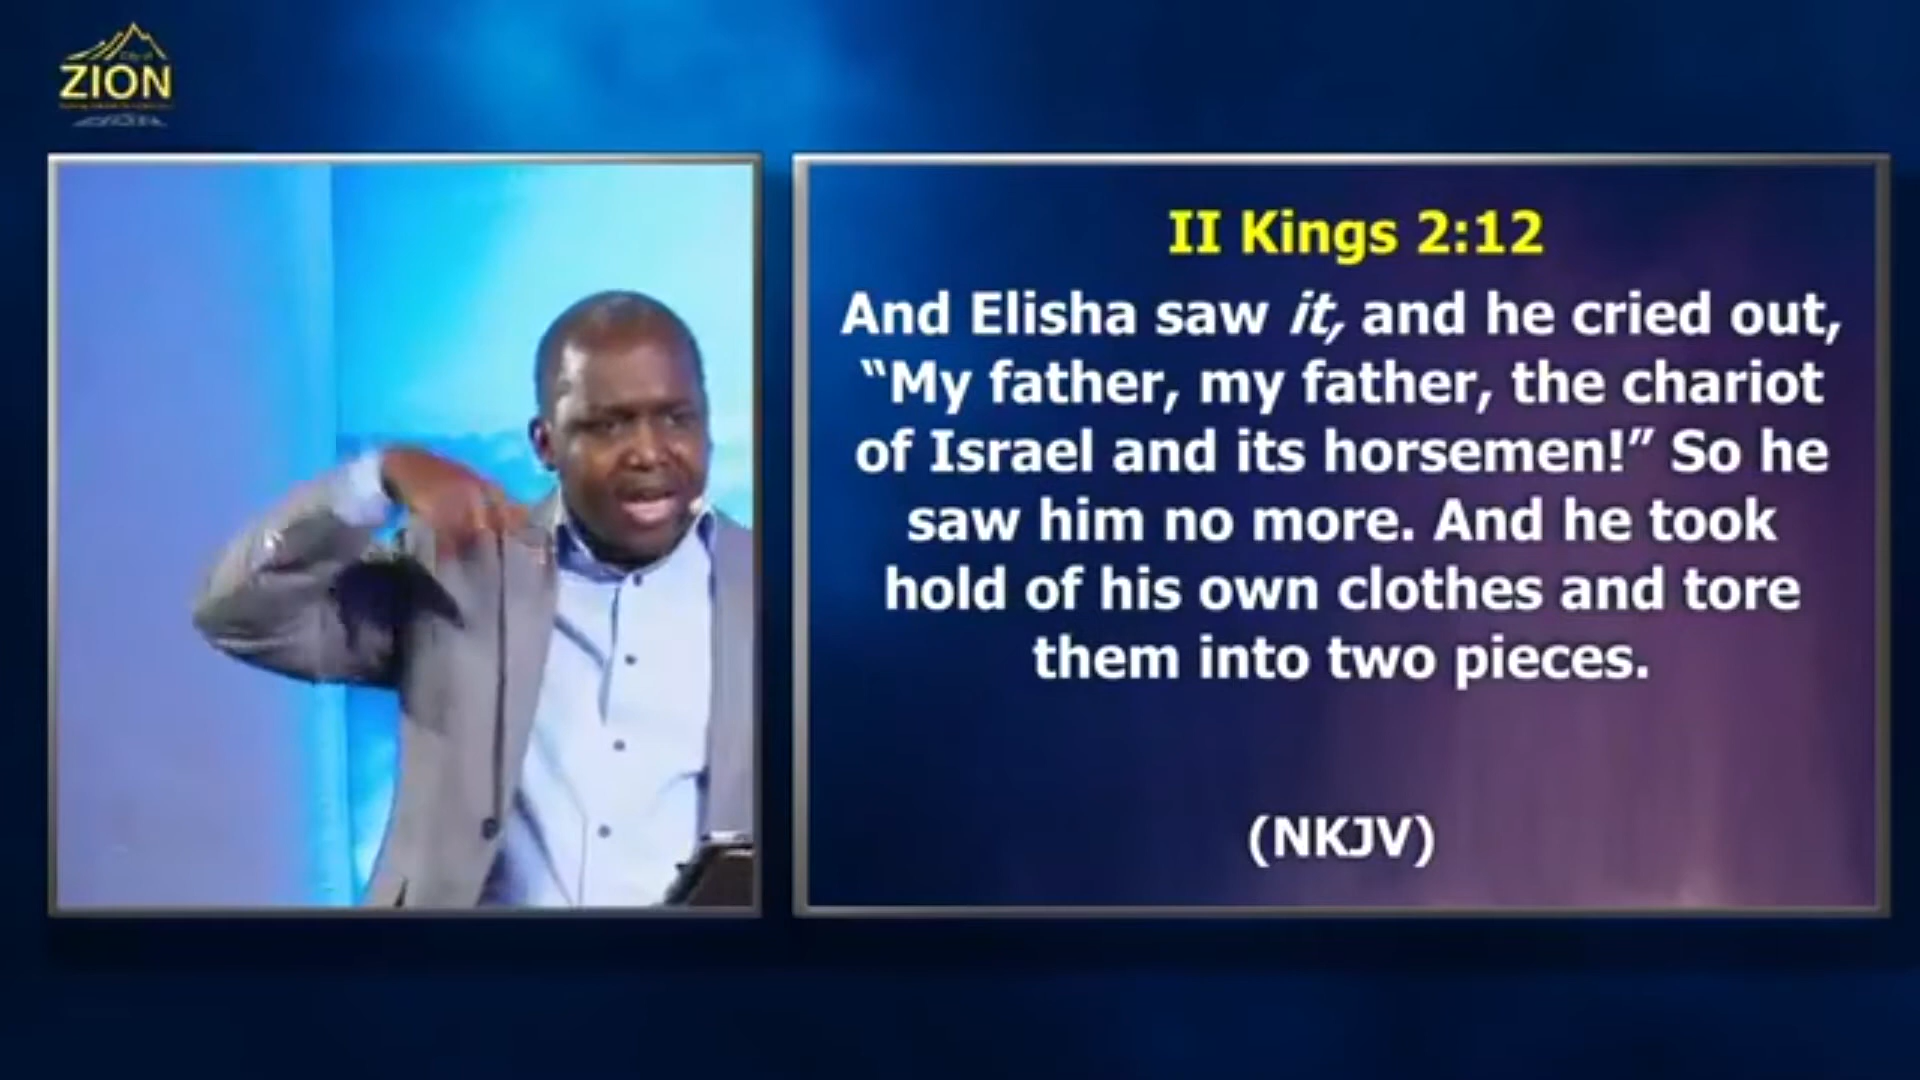 City of
ZION
II Kings 2:12
And Elisha saw it, and he cried out,
“My father, my father, the chariot
of Israel and its horsemen!” So he
saw him no more. And he took
hold of his own clothes and tore
them into two pieces.
(NKJV)